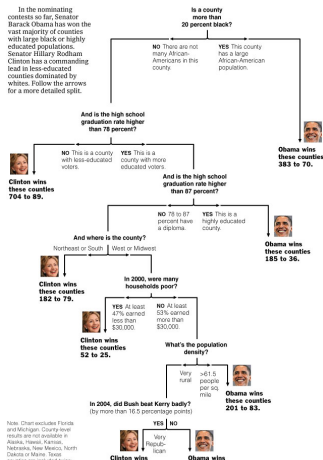 In the nominating
contests so far, Senator
Barack Obama has won the
vast majority of counties
with large black or highly
educated populations.
Senator Hillary Rodham
Clinton has a commanding
lead in less-educated
counties dominated by
whites. Follow the arrows
for a more detailed split.
Is a county
more than
20 percent black?
NO There are not
many African-
Americans in this
county.
YES This county
has a large
African-American
population.
Obama wins
these counties
383 to 70.
And is the high school
graduation rate higher
than 78 percent?
NO This is a county
with less-educated
voters.
YES This is a
county with more
educated voters.
Clinton wins
these counties
704 to 89.
And is the high school
graduation rate higher
than 87 percent?
NO 78 to 87
percent have
a diploma.
YES This is a
highly educated
county.
Obama wins
these counties
185 to 36.
And where is the county?
Northeast or South
West or Midwest
Clinton wins
these counties
182 to 79.
In 2000, were many
households poor?
YES At least
47% earned
less than
$30,000.
NO At least
53% earned
more than
$30,000.
Clinton wins
these counties
52 to 25.
What's the population
density?
Very
rural
>61.5
people
per sq.
mile
Obama wins
these counties
201 to 83.
In 2004, did Bush beat Kerry badly?
(by more than 16.5 percentage points)
YES
NO
Very
Repub-
lican
Clinton wins
Obama wins
Note: Chart excludes Florida
and Michigan. County-level
results are not available in
Alaska, Hawaii, Kansas,
Nebraska, New Mexico, North
Dakota or Maine. Texas